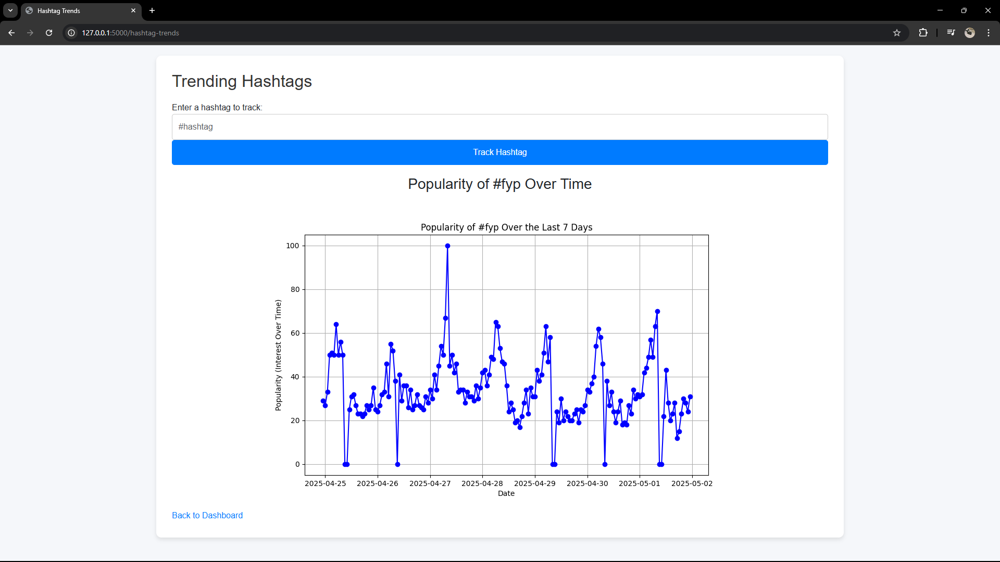 Hashtag Trends
127.0.0.1:5000/hashtag-trends
Trending Hashtags
Enter a hashtag to track:
#hashtag
Track Hashtag
Popularity of #fyp Over Time
Popularity of #fyp Over the Last 7 Days
100
80
60
40
20
0
Popularity (Interest Over Time)
2025-04-25 2025-04-26 2025-04-27 2025-04-28 2025-04-29 2025-04-30 2025-05-01 2025-05-02
Date
Back to Dashboard